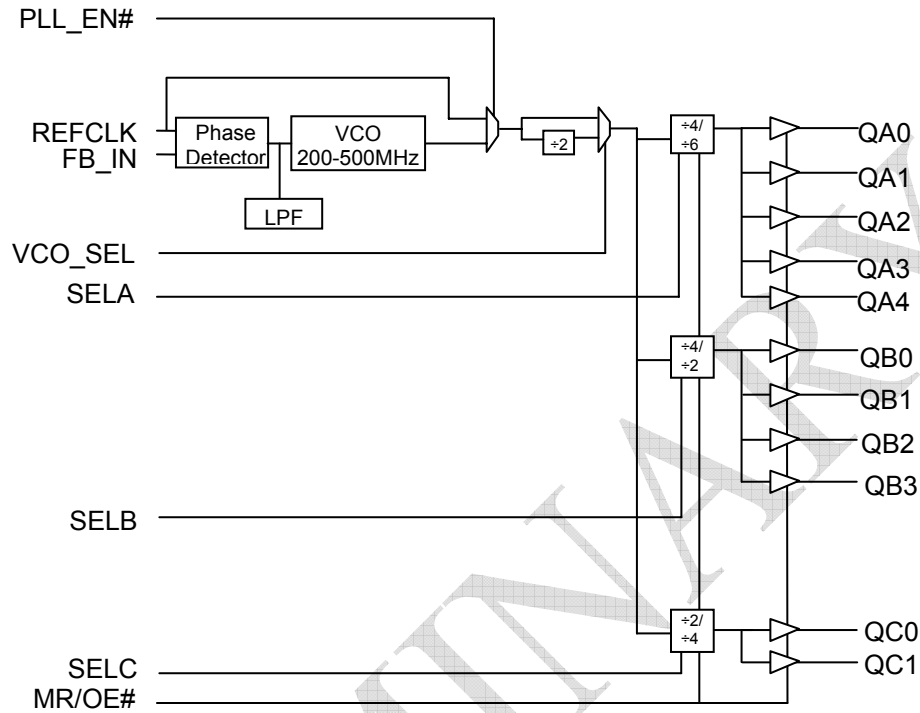 PLL_EN#
REFCLK
FB_IN
Phase
Detector
VCO
200-500MHz
LPF
÷2
VCO_SEL
SELA
÷4/
÷6
QA0
QA1
QA2
QA3
QA4
÷4/
÷2
QB0
QB1
QB2
QB3
SELB
÷2/
÷4
QC0
QC1
SELC
MR/OE#
MINARY